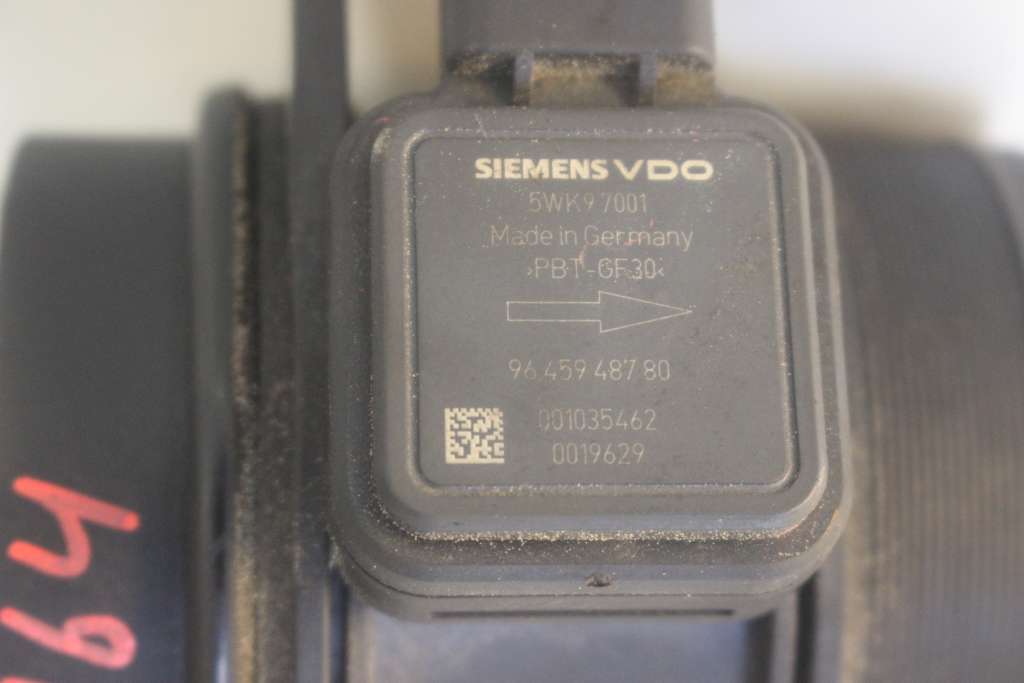 SIEMENS VDO
5WK9 7001
Made in Germany
>PBT-GF30<
96 459 487 80
001035462
0019629